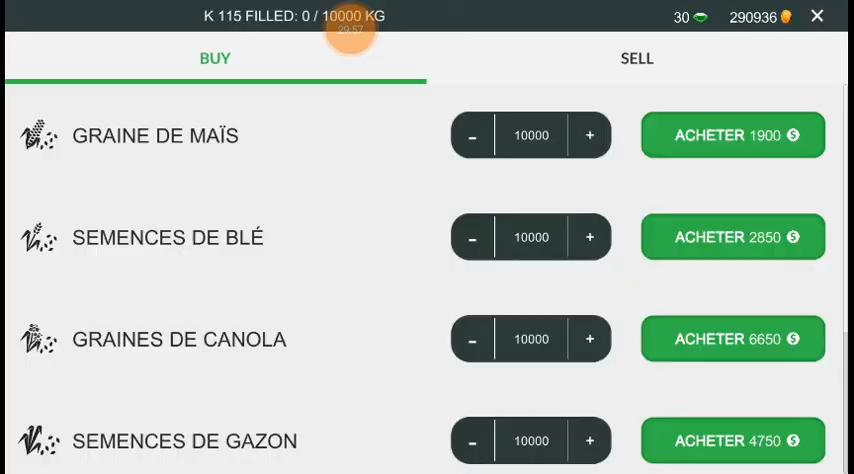 K 115 FILLED: 0 / 10000 KG
29:57
30
290936
X
BUY
SELL
GRAINE DE MAÏS
- 10000 +
ACHETER 1900
SEMENCES DE BLÉ
- 10000 +
ACHETER 2850
GRAINES DE CANOLA
- 10000 +
ACHETER 6650
SEMENCES DE GAZON
- 10000 +
ACHETER 4750